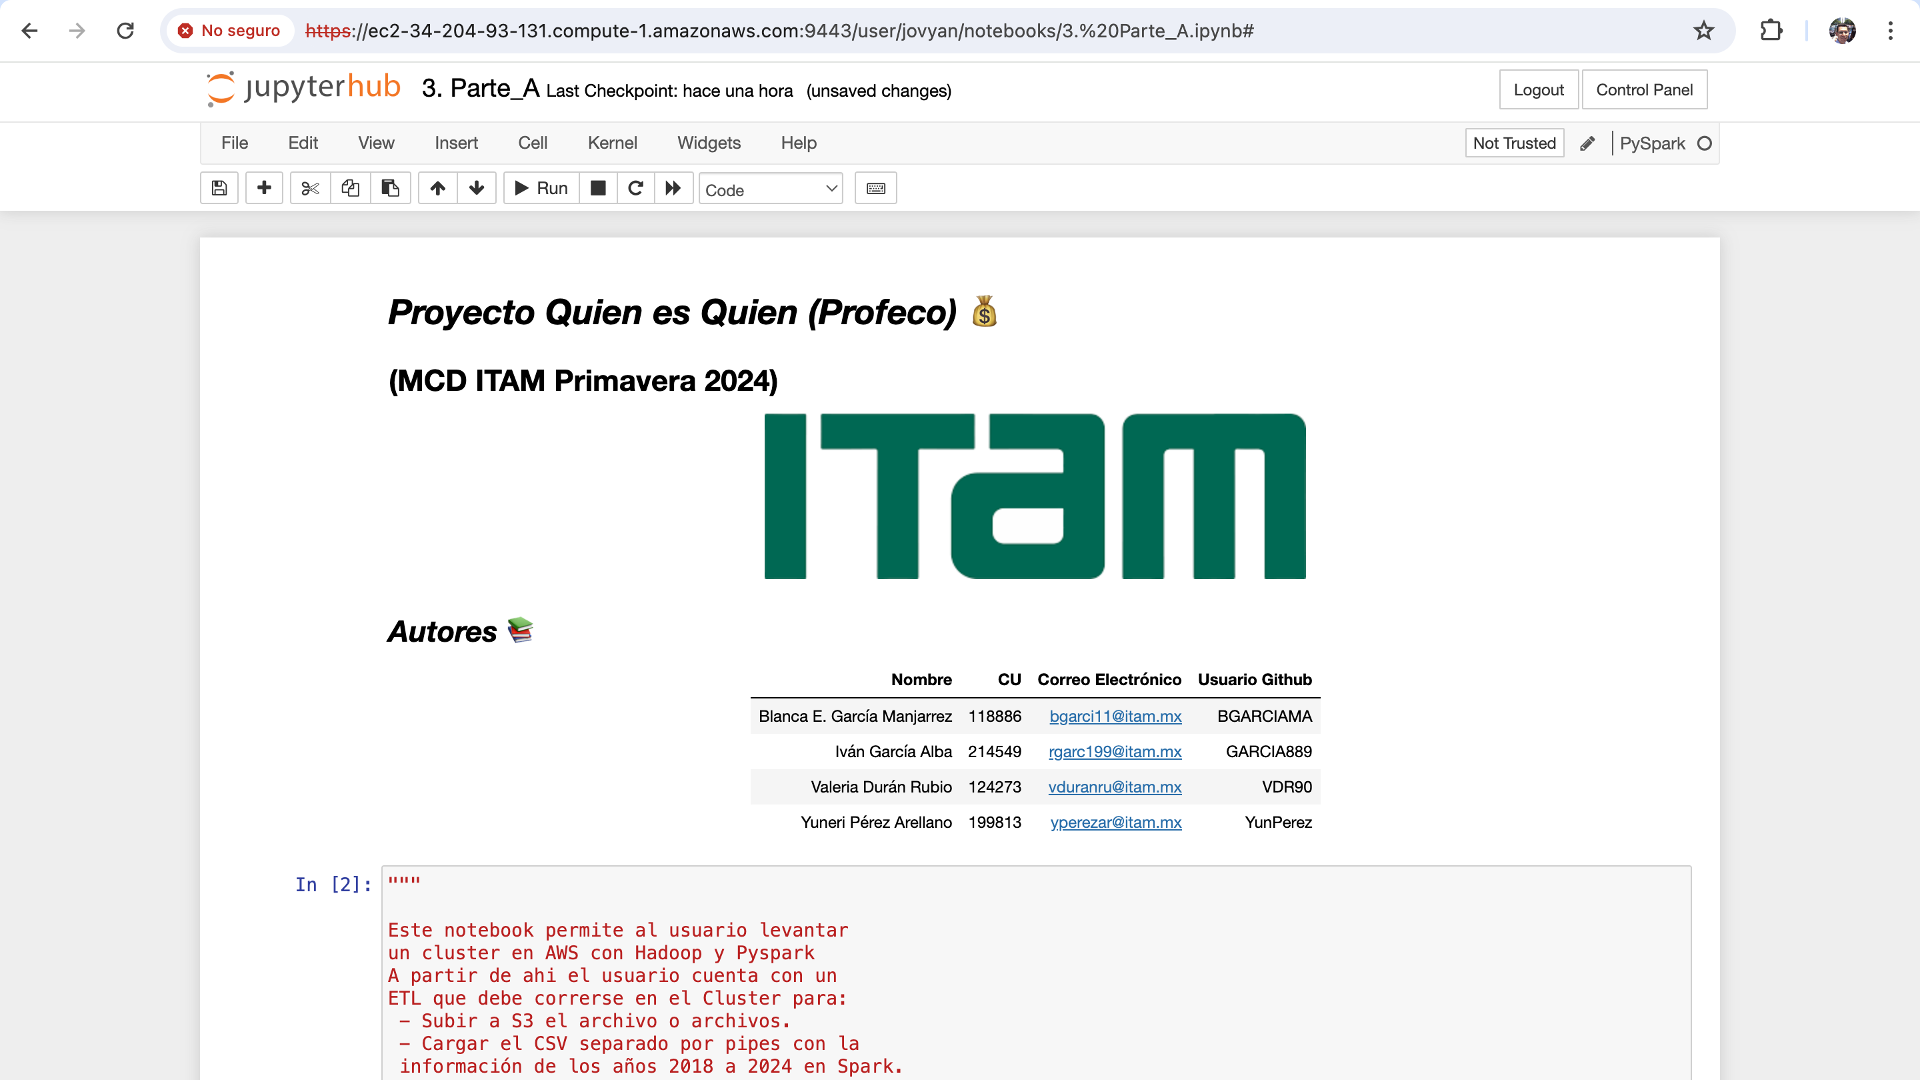 No seguro https://ec2-34-204-93-131.compute-1.amazonaws.com:9443/user/jovyan/notebooks/3.%20Parte_A.ipynb#
jupyterhub 3. Parte_A Last Checkpoint: hace una hora (unsaved changes) Logout Control Panel
File Edit View Insert Cell Kernel Widgets Help Not Trusted PySpark
Run Code
Proyecto Quien es Quien (Profeco) 💰
(MCD ITAM Primavera 2024)
ITAM
Autores 📚
Nombre CU Correo Electrónico Usuario Github
Blanca E. García Manjarrez 118886 bgarci11@itam.mx BGARCIAMA
Iván García Alba 214549 rgarc199@itam.mx GARCIA889
Valeria Durán Rubio 124273 vduranru@itam.mx VDR90
Yuneri Pérez Arellano 199813 yperezar@itam.mx YunPerez
In [2]: """
Este notebook permite al usuario levantar
un cluster en AWS con Hadoop y Pyspark
A partir de ahi el usuario cuenta con un
ETL que debe correrse en el Cluster para:
- Subir a S3 el archivo o archivos.
- Cargar el CSV separado por pipes con la
información de los años 2018 a 2024 en Spark.